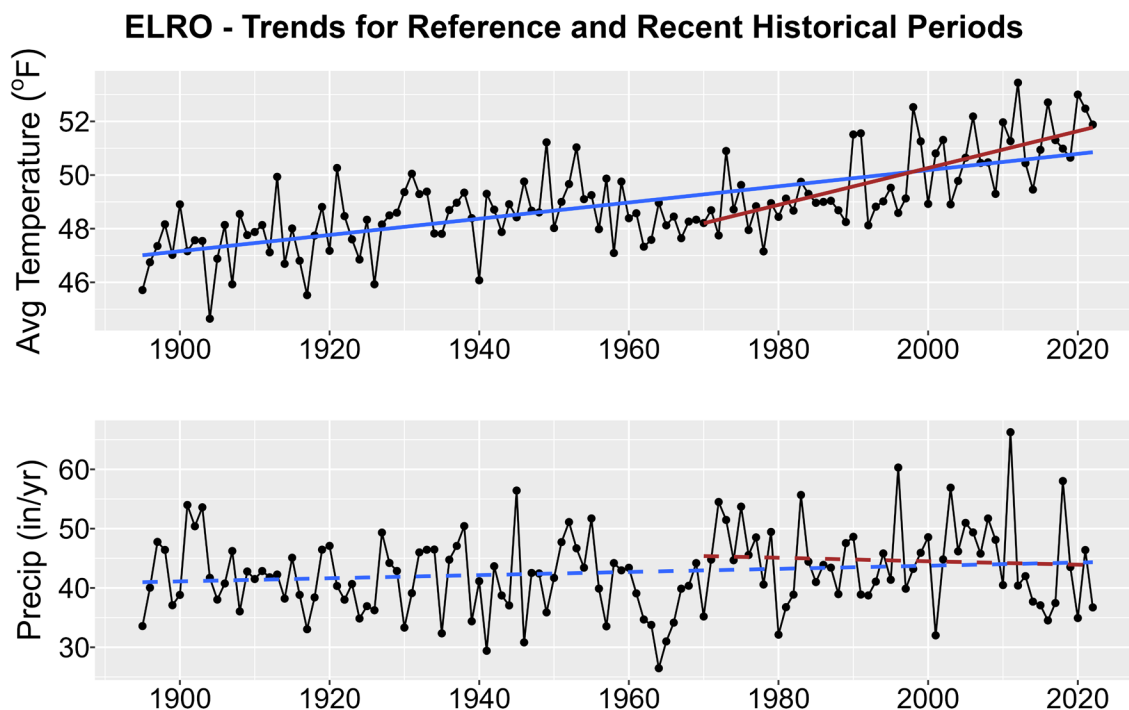 ELRO - Trends for Reference and Recent Historical Periods
Avg Temperature (°F)
52
50
48
46
1900 1920 1940 1960 1980 2000 2020
Precip (in/yr)
60
50
40
30
1900 1920 1940 1960 1980 2000 2020